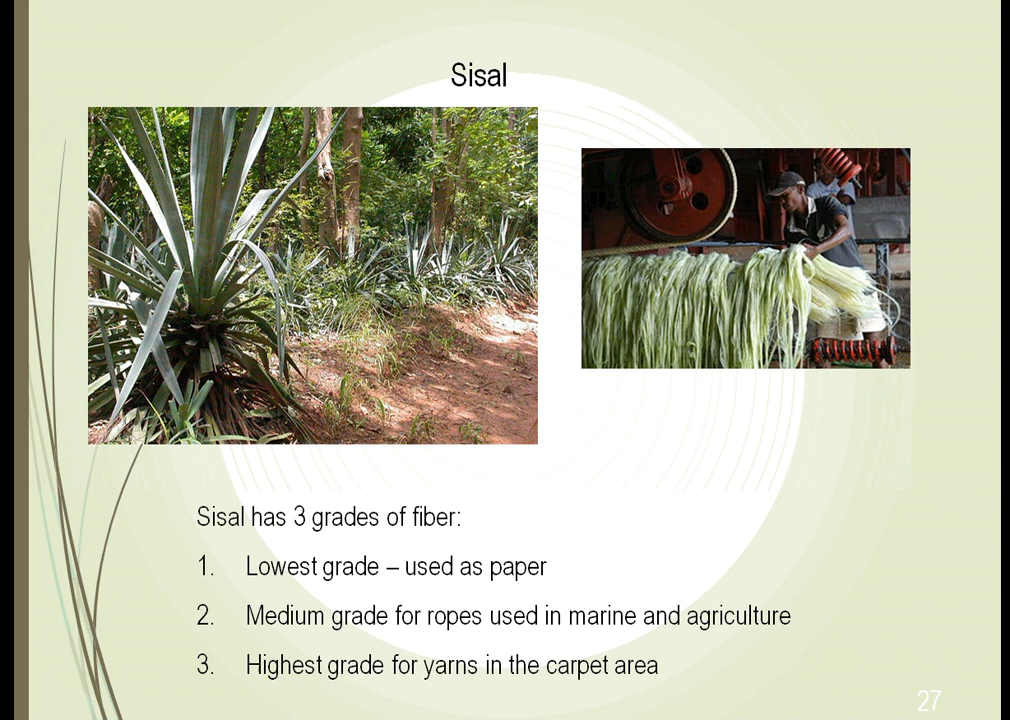 Sisal
Sisal has 3 grades of fiber:
1. Lowest grade – used as paper
2. Medium grade for ropes used in marine and agriculture
3. Highest grade for yarns in the carpet area
27